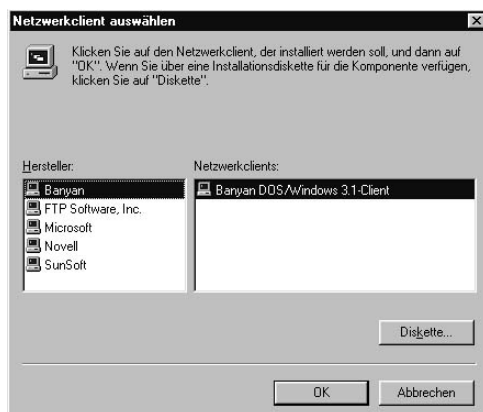 Netzwerkclient auswählen
Klicken Sie auf den Netzwerkclient, der installiert werden soll, und dann auf
"OK". Wenn Sie über eine Installationsdiskette für die Komponente verfügen,
klicken Sie auf "Diskette".
Hersteller:
Banyan
FTP Software, Inc.
Microsoft
Novell
SunSoft
Netzwerkclients:
Banyan DOS/Windows 3.1-Client
Diskette...
OK
Abbrechen